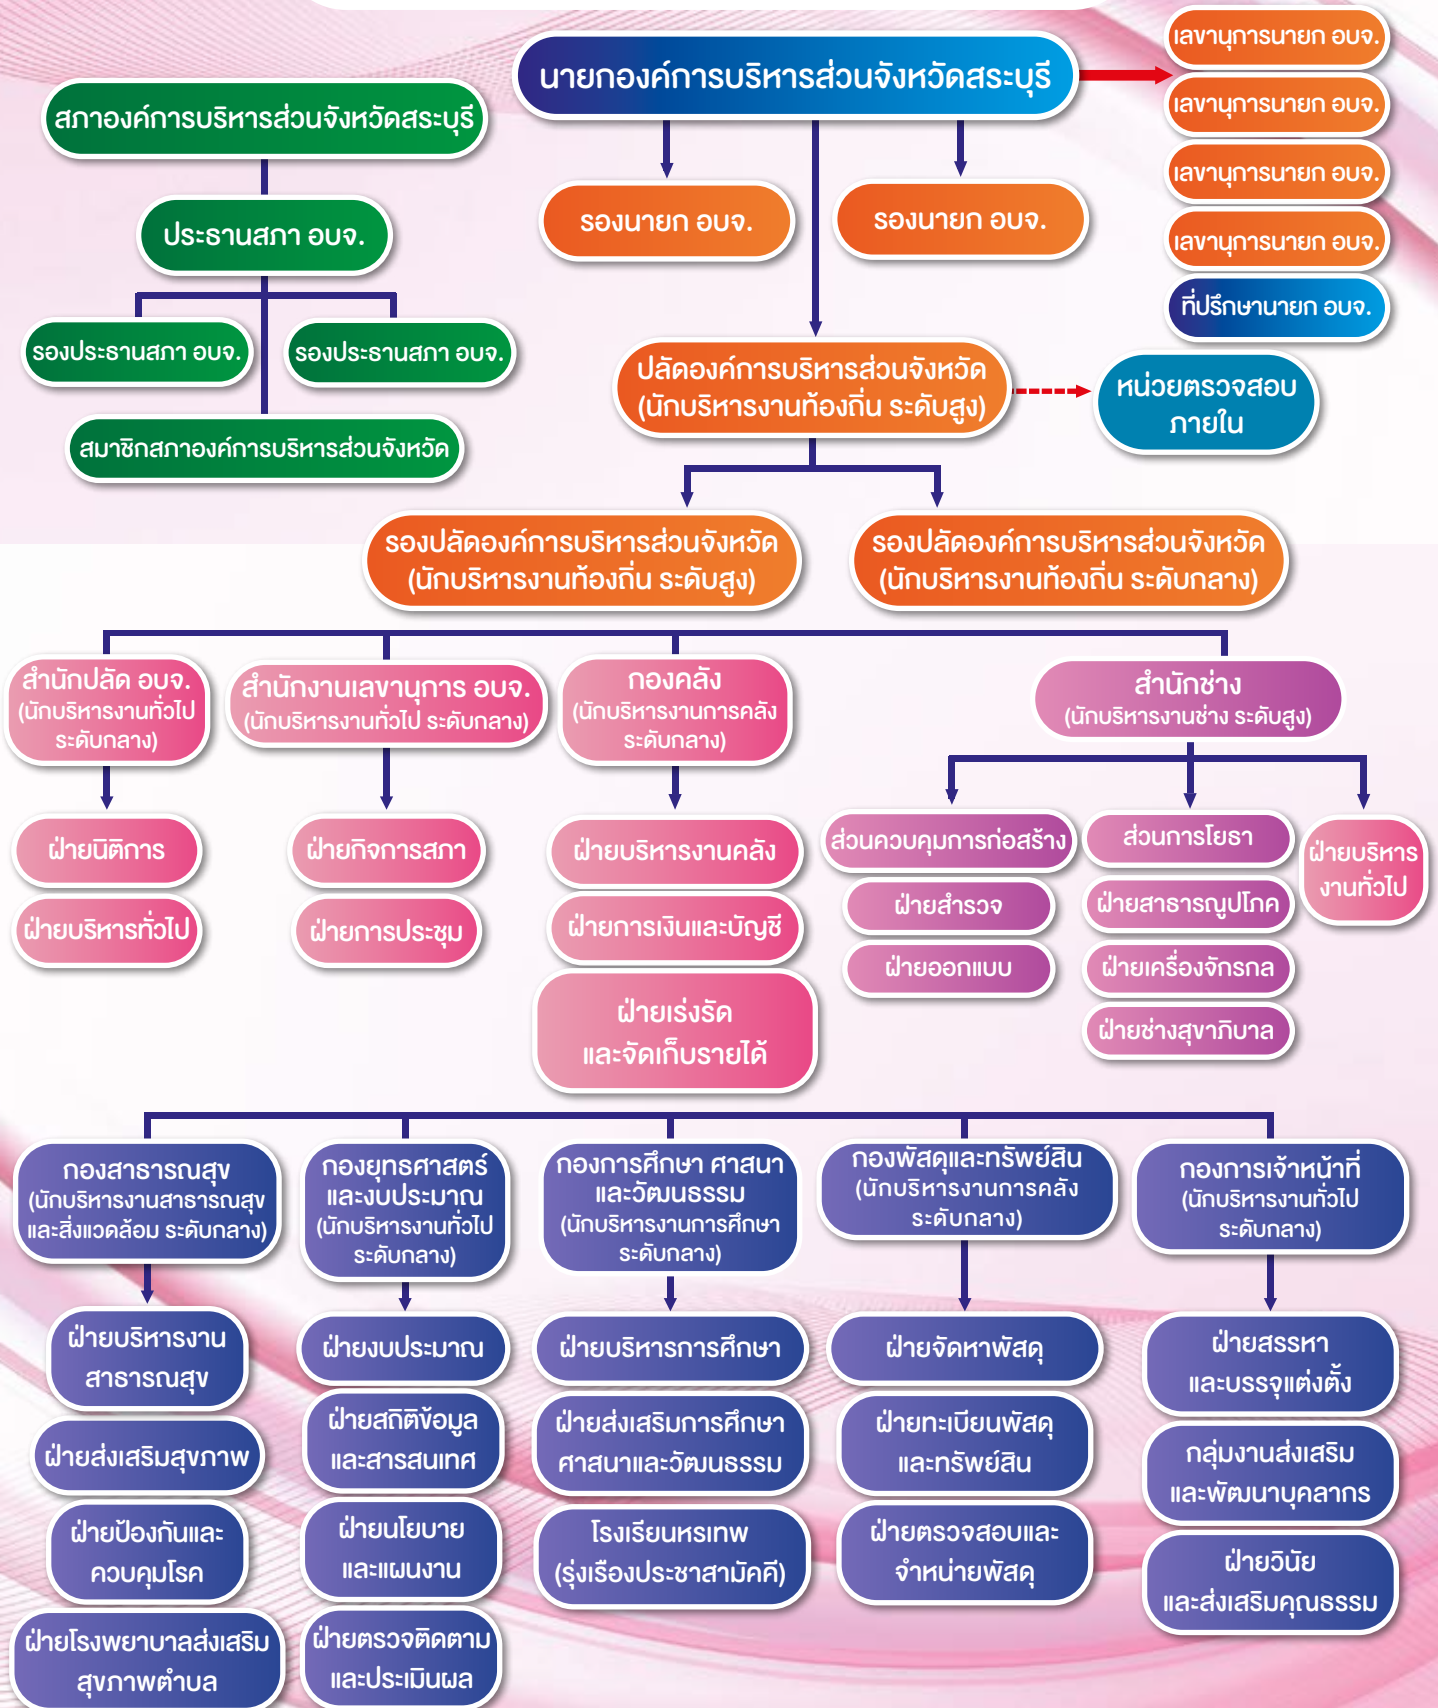 นายกองค์การบริหารส่วนจังหวัดสระบุรี
เลขานุการนายก อบจ.
เลขานุการนายก อบจ.
เลขานุการนายก อบจ.
เลขานุการนายก อบจ.
ที่ปรึกษานายก อบจ.
สภาองค์การบริหารส่วนจังหวัดสระบุรี
ประธานสภา อบจ.
รองประธานสภา อบจ.
รองประธานสภา อบจ.
สมาชิกสภาองค์การบริหารส่วนจังหวัด
รองนายก อบจ.
รองนายก อบจ.
ปลัดองค์การบริหารส่วนจังหวัด
(นักบริหารงานท้องถิ่น ระดับสูง)
หน่วยตรวจสอบ
ภายใน
รองปลัดองค์การบริหารส่วนจังหวัด
(นักบริหารงานท้องถิ่น ระดับสูง)
รองปลัดองค์การบริหารส่วนจังหวัด
(นักบริหารงานท้องถิ่น ระดับกลาง)
สำนักปลัด อบจ.
(นักบริหารงานทั่วไป
ระดับกลาง)
ฝ่ายนิติการ
ฝ่ายบริหารทั่วไป
สำนักงานเลขานุการ อบจ.
(นักบริหารงานทั่วไป ระดับกลาง)
ฝ่ายกิจการสภา
ฝ่ายการประชุม
กองคลัง
(นักบริหารงานการคลัง
ระดับกลาง)
ฝ่ายบริหารงานคลัง
ฝ่ายการเงินและบัญชี
ฝ่ายเร่งรัด
และจัดเก็บรายได้
สำนักช่าง
(นักบริหารงานช่าง ระดับสูง)
ส่วนควบคุมการก่อสร้าง
ฝ่ายสำรวจ
ฝ่ายออกแบบ
ส่วนการโยธา
ฝ่ายสาธารณูปโภค
ฝ่ายเครื่องจักรกล
ฝ่ายช่างสุขาภิบาล
ฝ่ายบริหาร
งานทั่วไป
กองสาธารณสุข
(นักบริหารงานสาธารณสุข
และสิ่งแวดล้อม ระดับกลาง)
ฝ่ายบริหารงาน
สาธารณสุข
ฝ่ายส่งเสริมสุขภาพ
ฝ่ายป้องกันและ
ควบคุมโรค
ฝ่ายโรงพยาบาลส่งเสริม
สุขภาพตำบล
กองยุทธศาสตร์
และงบประมาณ
(นักบริหารงานทั่วไป
ระดับกลาง)
ฝ่ายงบประมาณ
ฝ่ายสถิติข้อมูล
และสารสนเทศ
ฝ่ายนโยบาย
และแผนงาน
ฝ่ายตรวจติดตาม
และประเมินผล
กองการศึกษา ศาสนา
และวัฒนธรรม
(นักบริหารงานการศึกษา
ระดับกลาง)
ฝ่ายบริหารการศึกษา
ฝ่ายส่งเสริมการศึกษา
ศาสนาและวัฒนธรรม
โรงเรียนหรเทพ
(รุ่งเรืองประชาสามัคคี)
กองพัสดุและทรัพย์สิน
(นักบริหารงานการคลัง
ระดับกลาง)
ฝ่ายจัดหาพัสดุ
ฝ่ายทะเบียนพัสดุ
และทรัพย์สิน
ฝ่ายตรวจสอบและ
จำหน่ายพัสดุ
กองการเจ้าหน้าที่
(นักบริหารงานทั่วไป
ระดับกลาง)
ฝ่ายสรรหา
และบรรจุแต่งตั้ง
กลุ่มงานส่งเสริม
และพัฒนาบุคลากร
ฝ่ายวินัย
และส่งเสริมคุณธรรม